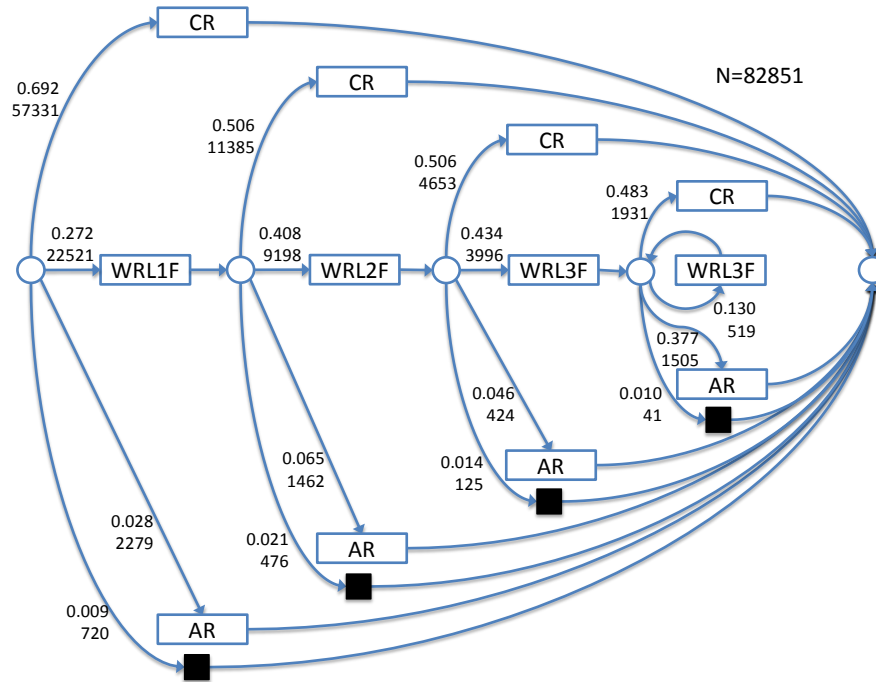 CR
N=82851
0.692
57331
CR
0.506
11385
CR
0.506
4653
CR
0.483
1931
0.272
22521
WRL1F
0.408
9198
WRL2F
0.434
3996
WRL3F
WRL3F
0.130
519
0.377
1505
AR
0.010
41
0.046
424
AR
0.014
125
0.065
1462
AR
0.021
476
0.028
2279
AR
0.009
720